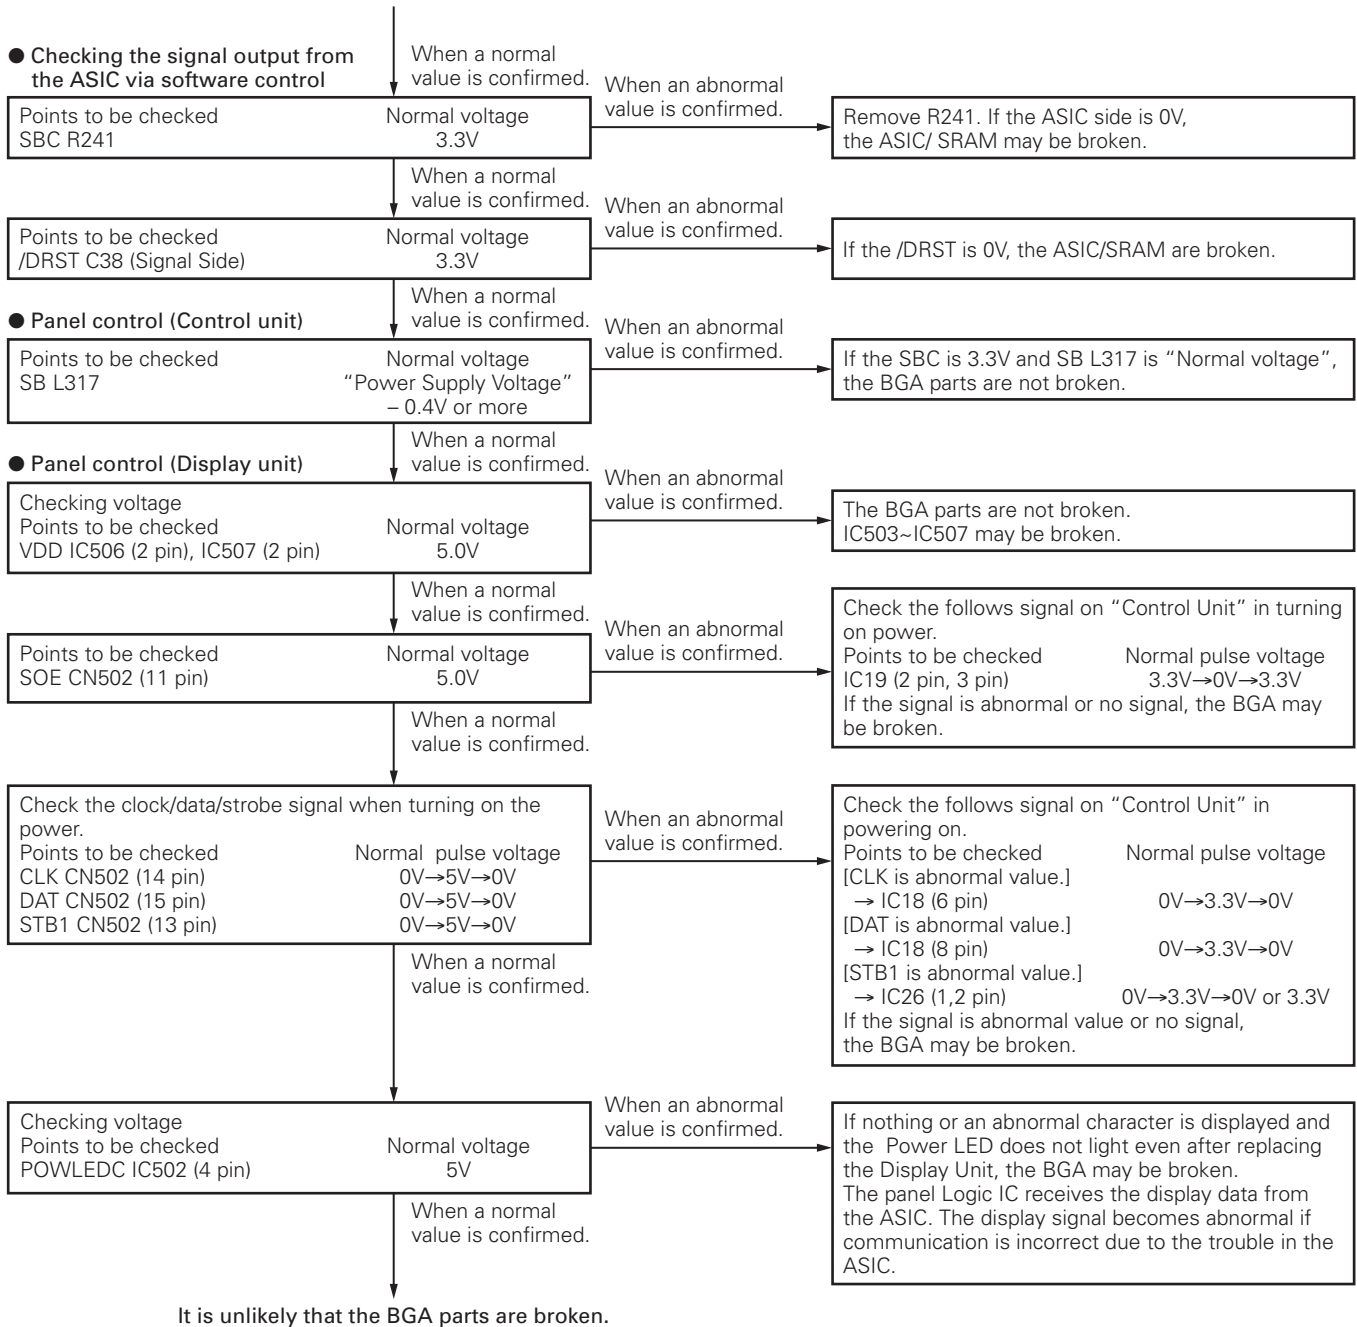 ● Checking the signal output from
the ASIC via software control
When a normal
value is confirmed.
When an abnormal
value is confirmed.
Points to be checked Normal voltage
SBC R241 3.3V
Remove R241. If the ASIC side is 0V,
the ASIC/ SRAM may be broken.
When a normal
value is confirmed.
When an abnormal
value is confirmed.
Points to be checked Normal voltage
/DRST C38 (Signal Side) 3.3V
If the /DRST is 0V, the ASIC/SRAM are broken.
When a normal
value is confirmed.
● Panel control (Control unit)
When an abnormal
value is confirmed.
Points to be checked Normal voltage
SB L317 “Power Supply Voltage”
– 0.4V or more
If the SBC is 3.3V and SB L317 is “Normal voltage”,
the BGA parts are not broken.
When a normal
value is confirmed.
● Panel control (Display unit)
When an abnormal
value is confirmed.
Checking voltage
Points to be checked Normal voltage
VDD IC506 (2 pin), IC507 (2 pin) 5.0V
The BGA parts are not broken.
IC503~IC507 may be broken.
When a normal
value is confirmed.
When an abnormal
value is confirmed.
Points to be checked Normal voltage
SOE CN502 (11 pin) 5.0V
Check the follows signal on “Control Unit” in turning
on power.
Points to be checked Normal pulse voltage
IC19 (2 pin, 3 pin) 3.3V→0V→3.3V
If the signal is abnormal or no signal, the BGA may
be broken.
When a normal
value is confirmed.
Check the clock/data/strobe signal when turning on the
power.
Points to be checked Normal pulse voltage
CLK CN502 (14 pin) 0V→5V→0V
DAT CN502 (15 pin) 0V→5V→0V
STB1 CN502 (13 pin) 0V→5V→0V
When an abnormal
value is confirmed.
Check the follows signal on “Control Unit” in
powering on.
Points to be checked Normal pulse voltage
[CLK is abnormal value.]
→ IC18 (6 pin) 0V→3.3V→0V
[DAT is abnormal value.]
→ IC18 (8 pin) 0V→3.3V→0V
[STB1 is abnormal value.]
→ IC26 (1,2 pin) 0V→3.3V→0V or 3.3V
If the signal is abnormal value or no signal,
the BGA may be broken.
When a normal
value is confirmed.
When an abnormal
value is confirmed.
Checking voltage
Points to be checked Normal voltage
POWLEDC IC502 (4 pin) 5V
If nothing or an abnormal character is displayed and
the Power LED does not light even after replacing
the Display Unit, the BGA may be broken.
The panel Logic IC receives the display data from
the ASIC. The display signal becomes abnormal if
communication is incorrect due to the trouble in the
ASIC.
When a normal
value is confirmed.
It is unlikely that the BGA parts are broken.